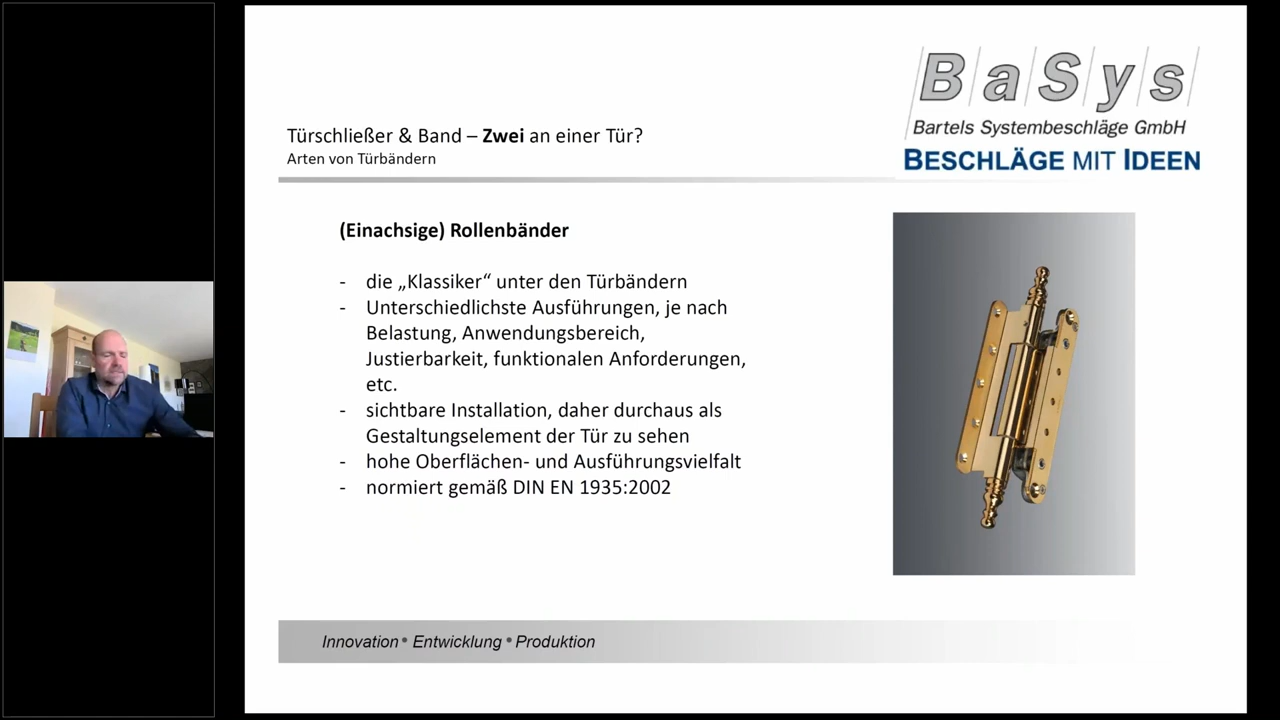 BaSys
Bartels Systembeschläge GmbH
BESCHLÄGE MIT IDEEN
Türschließer & Band – Zwei an einer Tür?
Arten von Türbändern
(Einachsige) Rollenbänder
- die „Klassiker“ unter den Türbändern
- Unterschiedlichste Ausführungen, je nach
Belastung, Anwendungsbereich,
Justierbarkeit, funktionalen Anforderungen,
etc.
- sichtbare Installation, daher durchaus als
Gestaltungselement der Tür zu sehen
- hohe Oberflächen- und Ausführungsvielfalt
- normiert gemäß DIN EN 1935:2002
Innovation • Entwicklung • Produktion